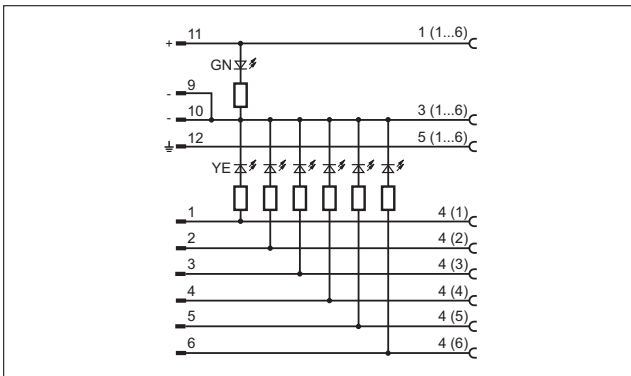 + 11 1 (1...6)
GN
- 9
- 10 3 (1...6)
12 5 (1...6)
YE
1 4 (1)
2 4 (2)
3 4 (3)
4 4 (4)
5 4 (5)
6 4 (6)